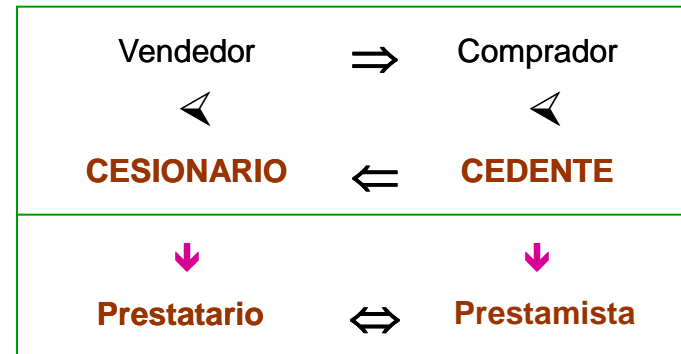 Vendedor ⇒ Comprador
CESIONARIO ⇐ CEDENTE
Prestatario ⇔ Prestamista